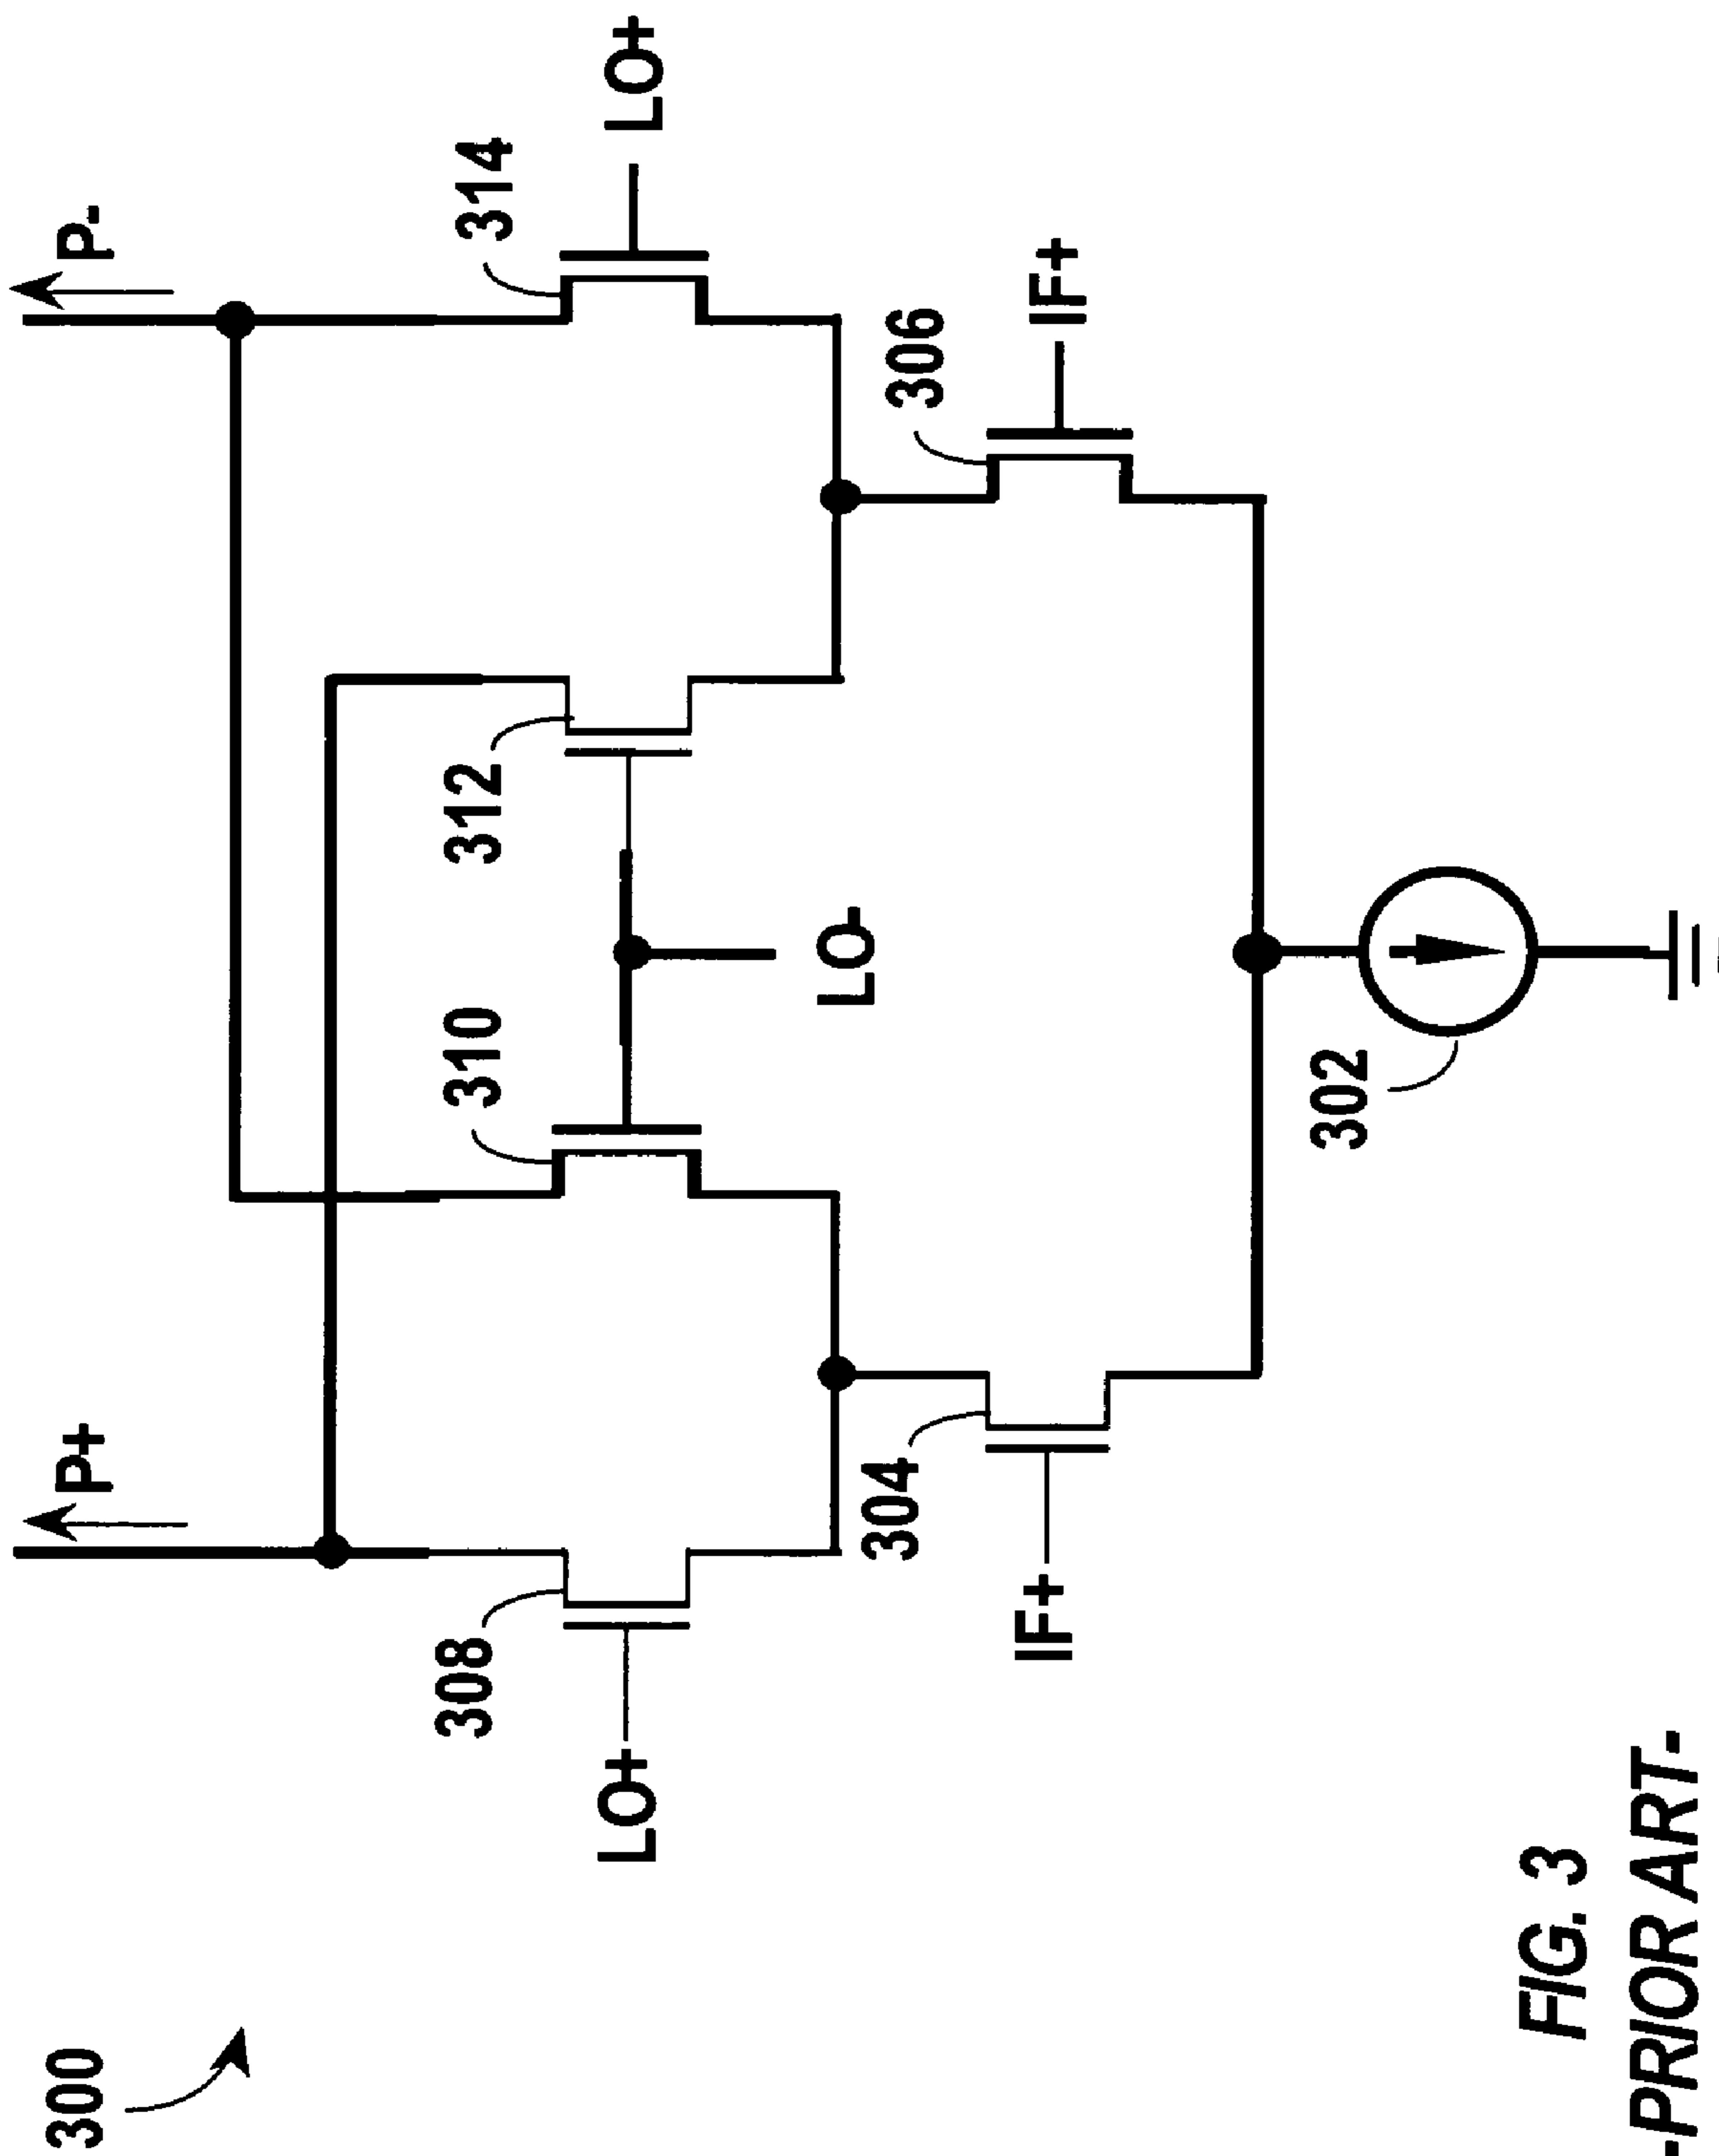 300
P+
P-
308
310
312
314
LO+
LO-
LO+
304
306
IF+
IF+
302
FIG. 3
-PRIOR ART-